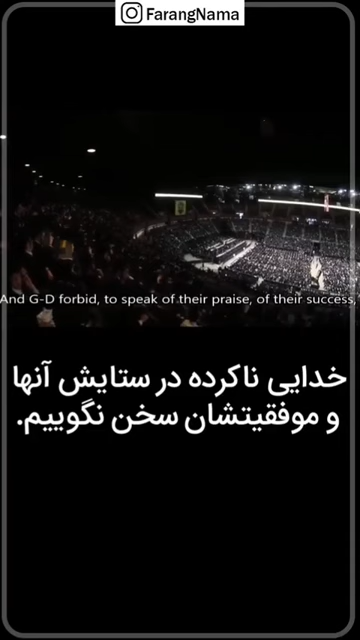 FarangNama
And G-D forbid, to speak of their praise, of their success,
خدایی ناکرده در ستایش آنها
و موفقیتشان سخن نگوییم.